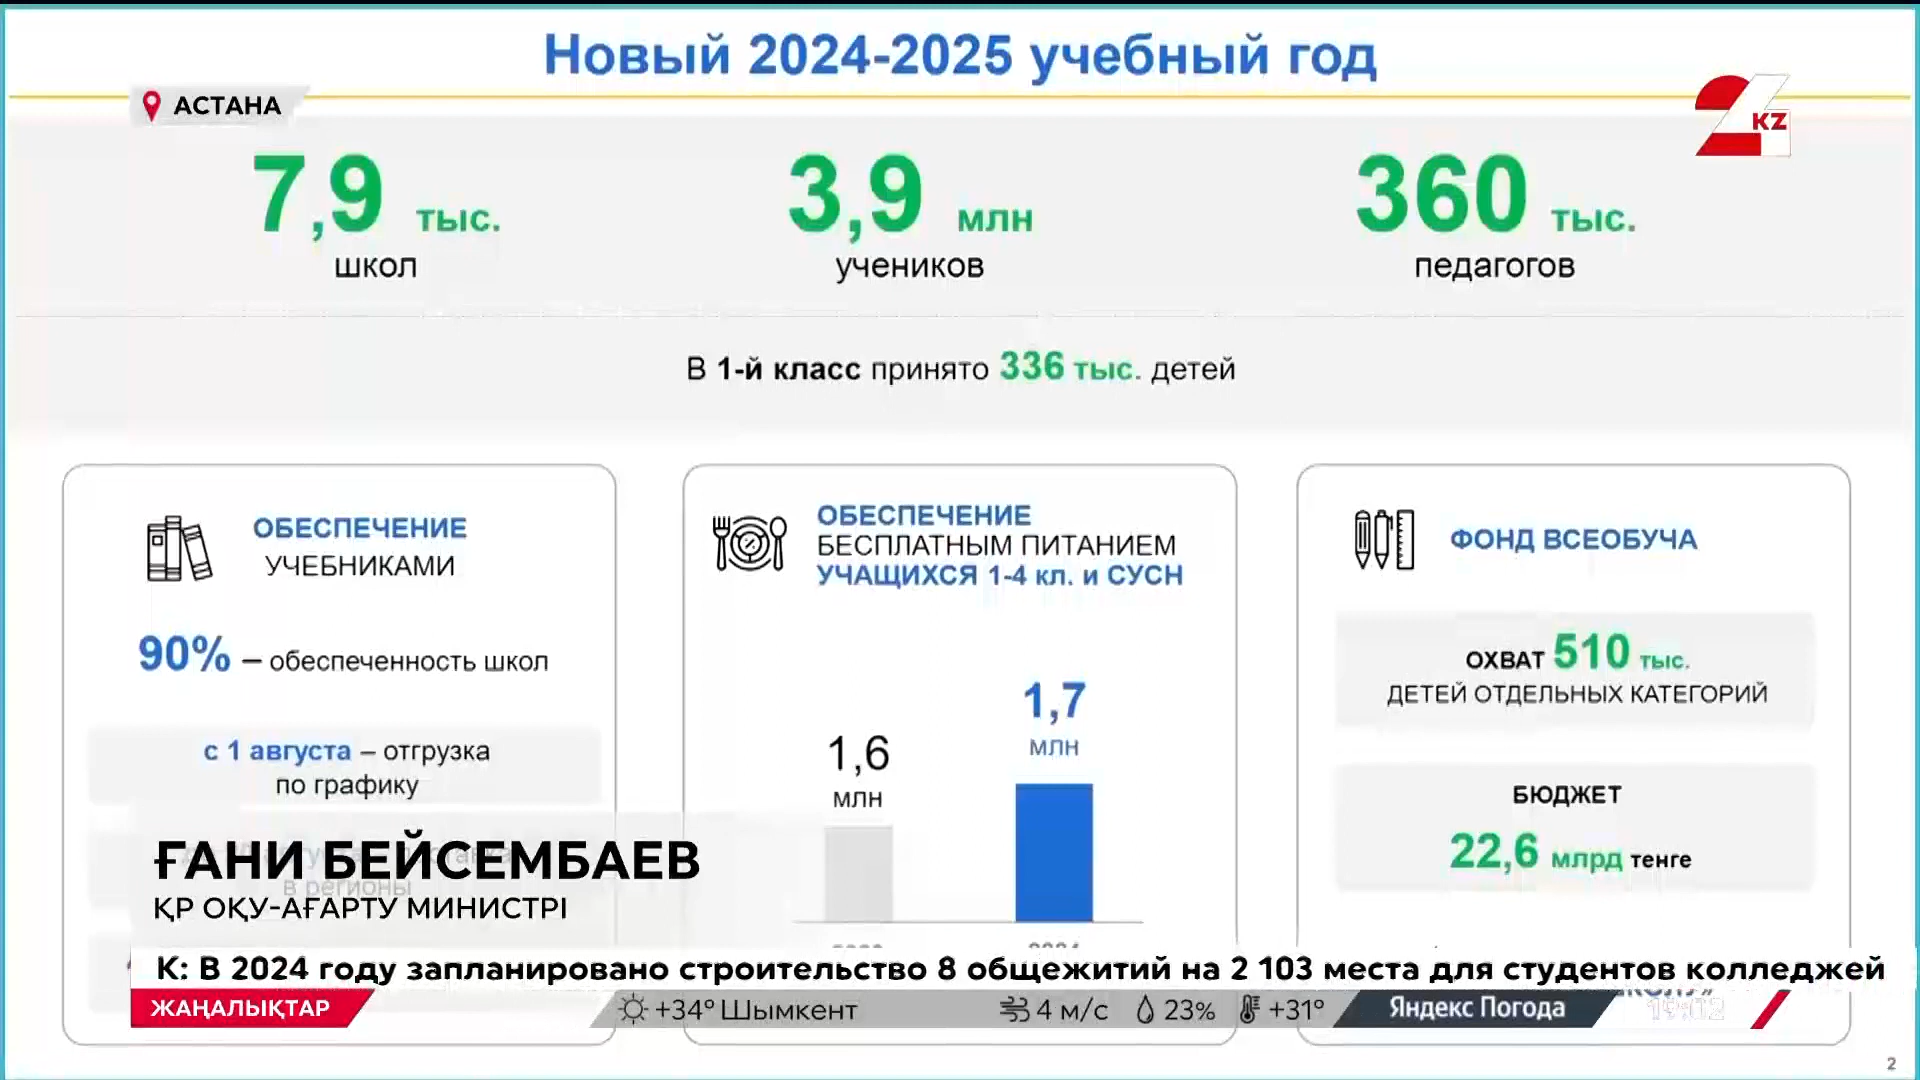 Новый 2024-2025 учебный год
АСТАНА
KZ
7,9 тыс.
школ
3,9 млн
учеников
360 тыс.
педагогов
В 1-й класс принято 336 тыс. детей
ОБЕСПЕЧЕНИЕ
УЧЕБНИКАМИ
90% – обеспеченность школ
с 1 августа – отгрузка
по графику
в регионы
ОБЕСПЕЧЕНИЕ
БЕСПЛАТНЫМ ПИТАНИЕМ
УЧАЩИХСЯ 1-4 кл. и СУСН
1,6
млн
1,7
млн
ФОНД ВСЕОБУЧА
ОХВАТ 510 тыс.
ДЕТЕЙ ОТДЕЛЬНЫХ КАТЕГОРИЙ
БЮДЖЕТ
22,6 млрд тенге
ҒАНИ БЕЙСЕМБАЕВ
ҚР ОҚУ-АҒАРТУ МИНИСТРІ
К: В 2024 году запланировано строительство 8 общежитий на 2 103 места для студентов колледжей
ЖАҢАЛЫҚТАР
+34° Шымкент
4 м/с
23%
+31°
Яндекс Погода
19:02
2